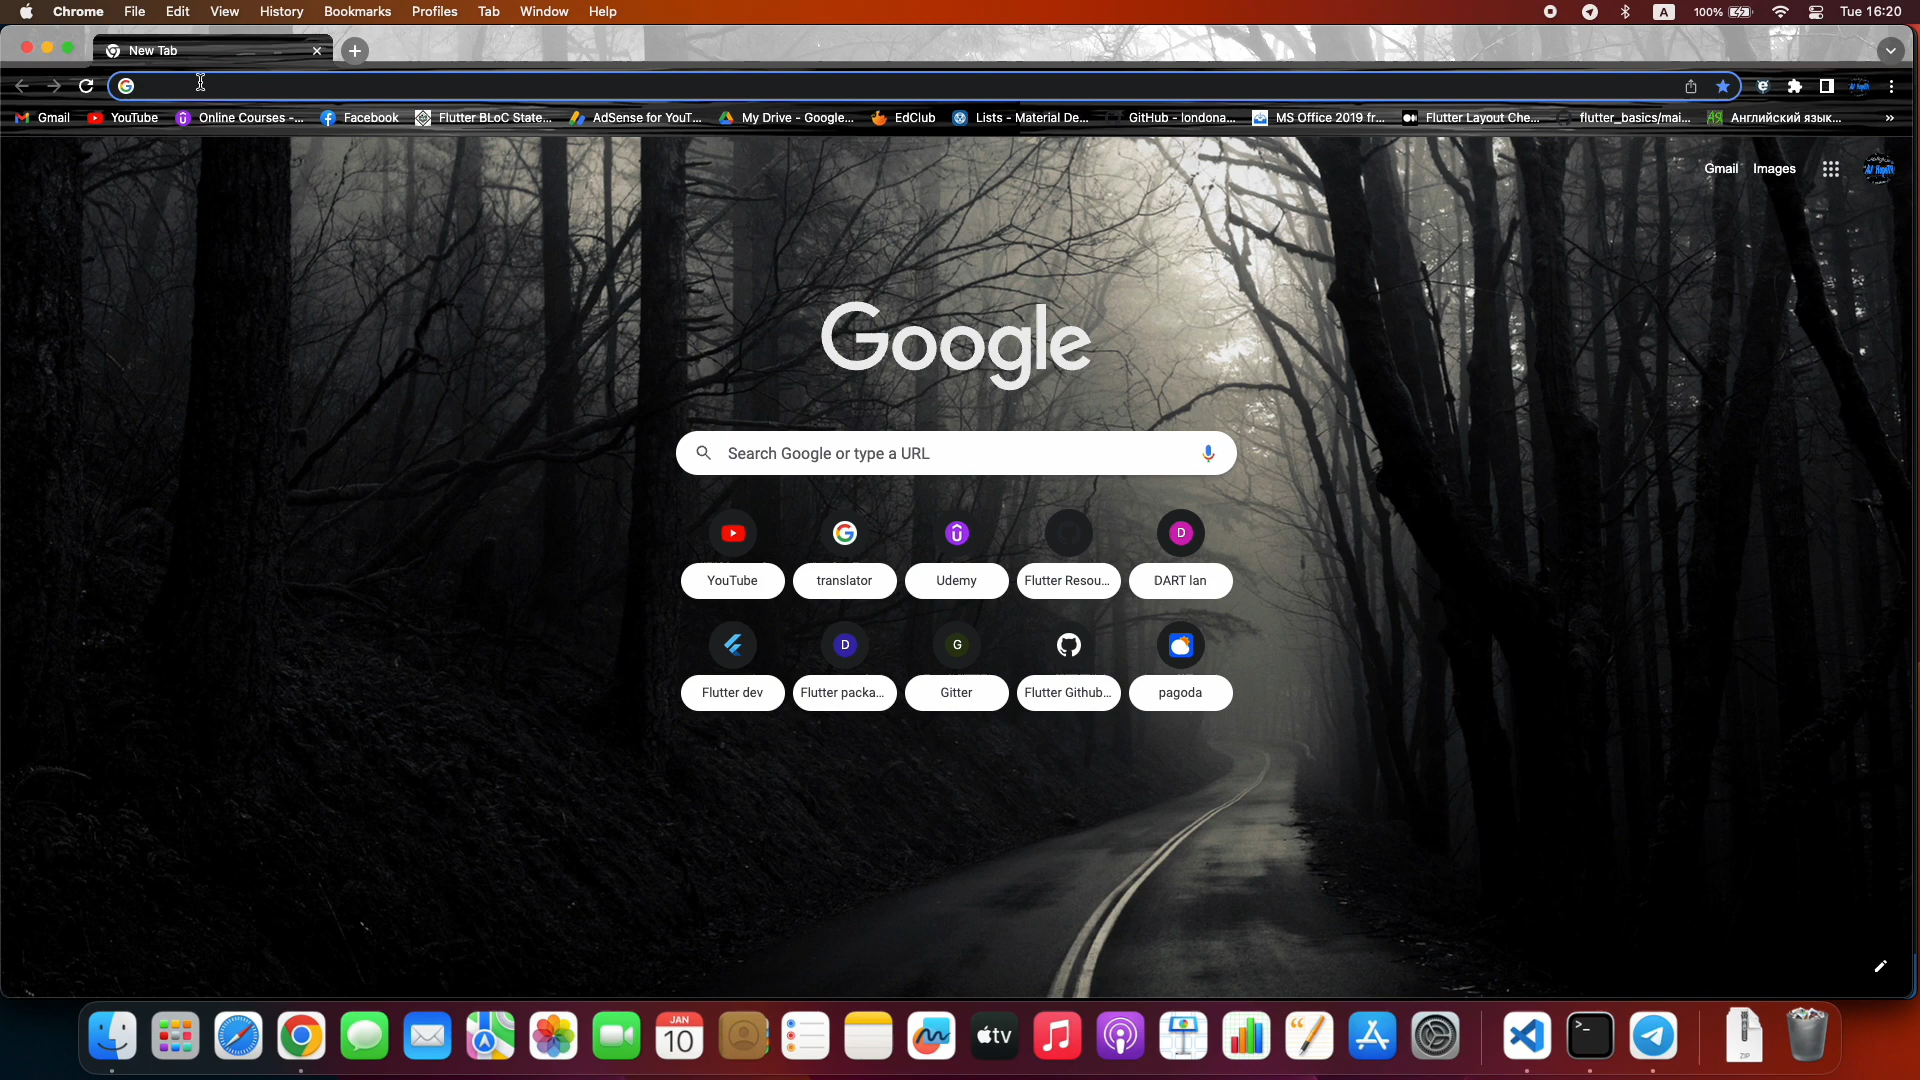 Chrome File Edit View History Bookmarks Profiles Tab Window Help A 100% Tue 16:20
New Tab
Gmail YouTube Online Courses -... Facebook Flutter BLoC State... AdSense for YouT... My Drive - Google... EdClub Lists - Material De... GitHub - londona... MS Office 2019 fr... Flutter Layout Che... flutter_basics/mai... Английский язык... »
Gmail Images
Google
Search Google or type a URL
D
YouTube translator Udemy Flutter Resou... DART lan
D G
Flutter dev Flutter packa... Gitter Flutter Github... pagoda
JAN
10
tv
ZIP